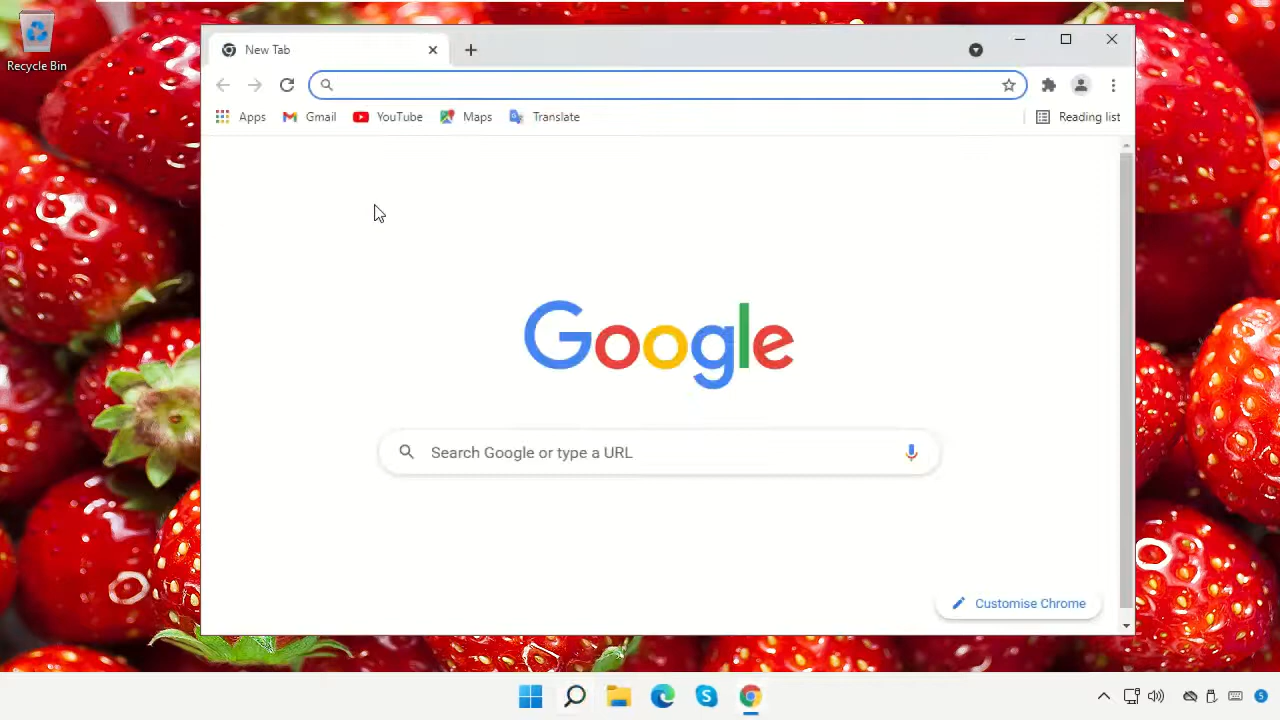 Recycle Bin
New Tab
Apps Gmail YouTube Maps Translate Reading list
Google
Search Google or type a URL
Customise Chrome
5